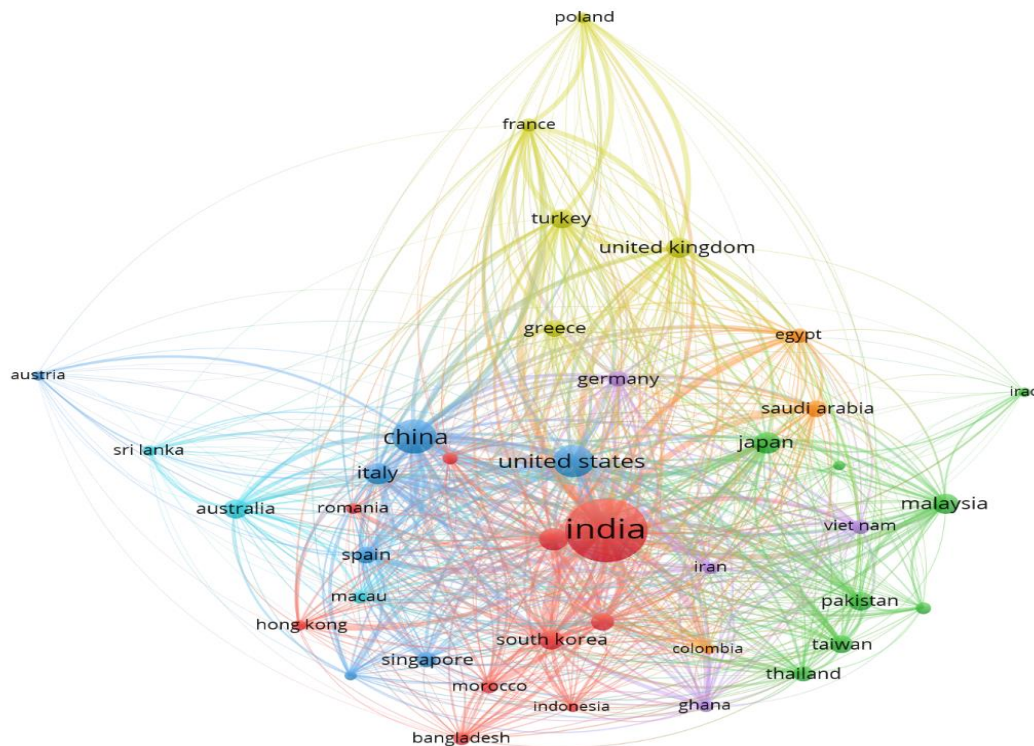 poland
france
turkey
united kingdom
greece
egypt
austria
germany
iraq
saudi arabia
china
japan
sri lanka
italy
united states
romania
australia
malaysia
india
viet nam
spain
iran
macau
pakistan
hong kong
south korea
taiwan
colombia
singapore
thailand
morocco
indonesia
ghana
bangladesh